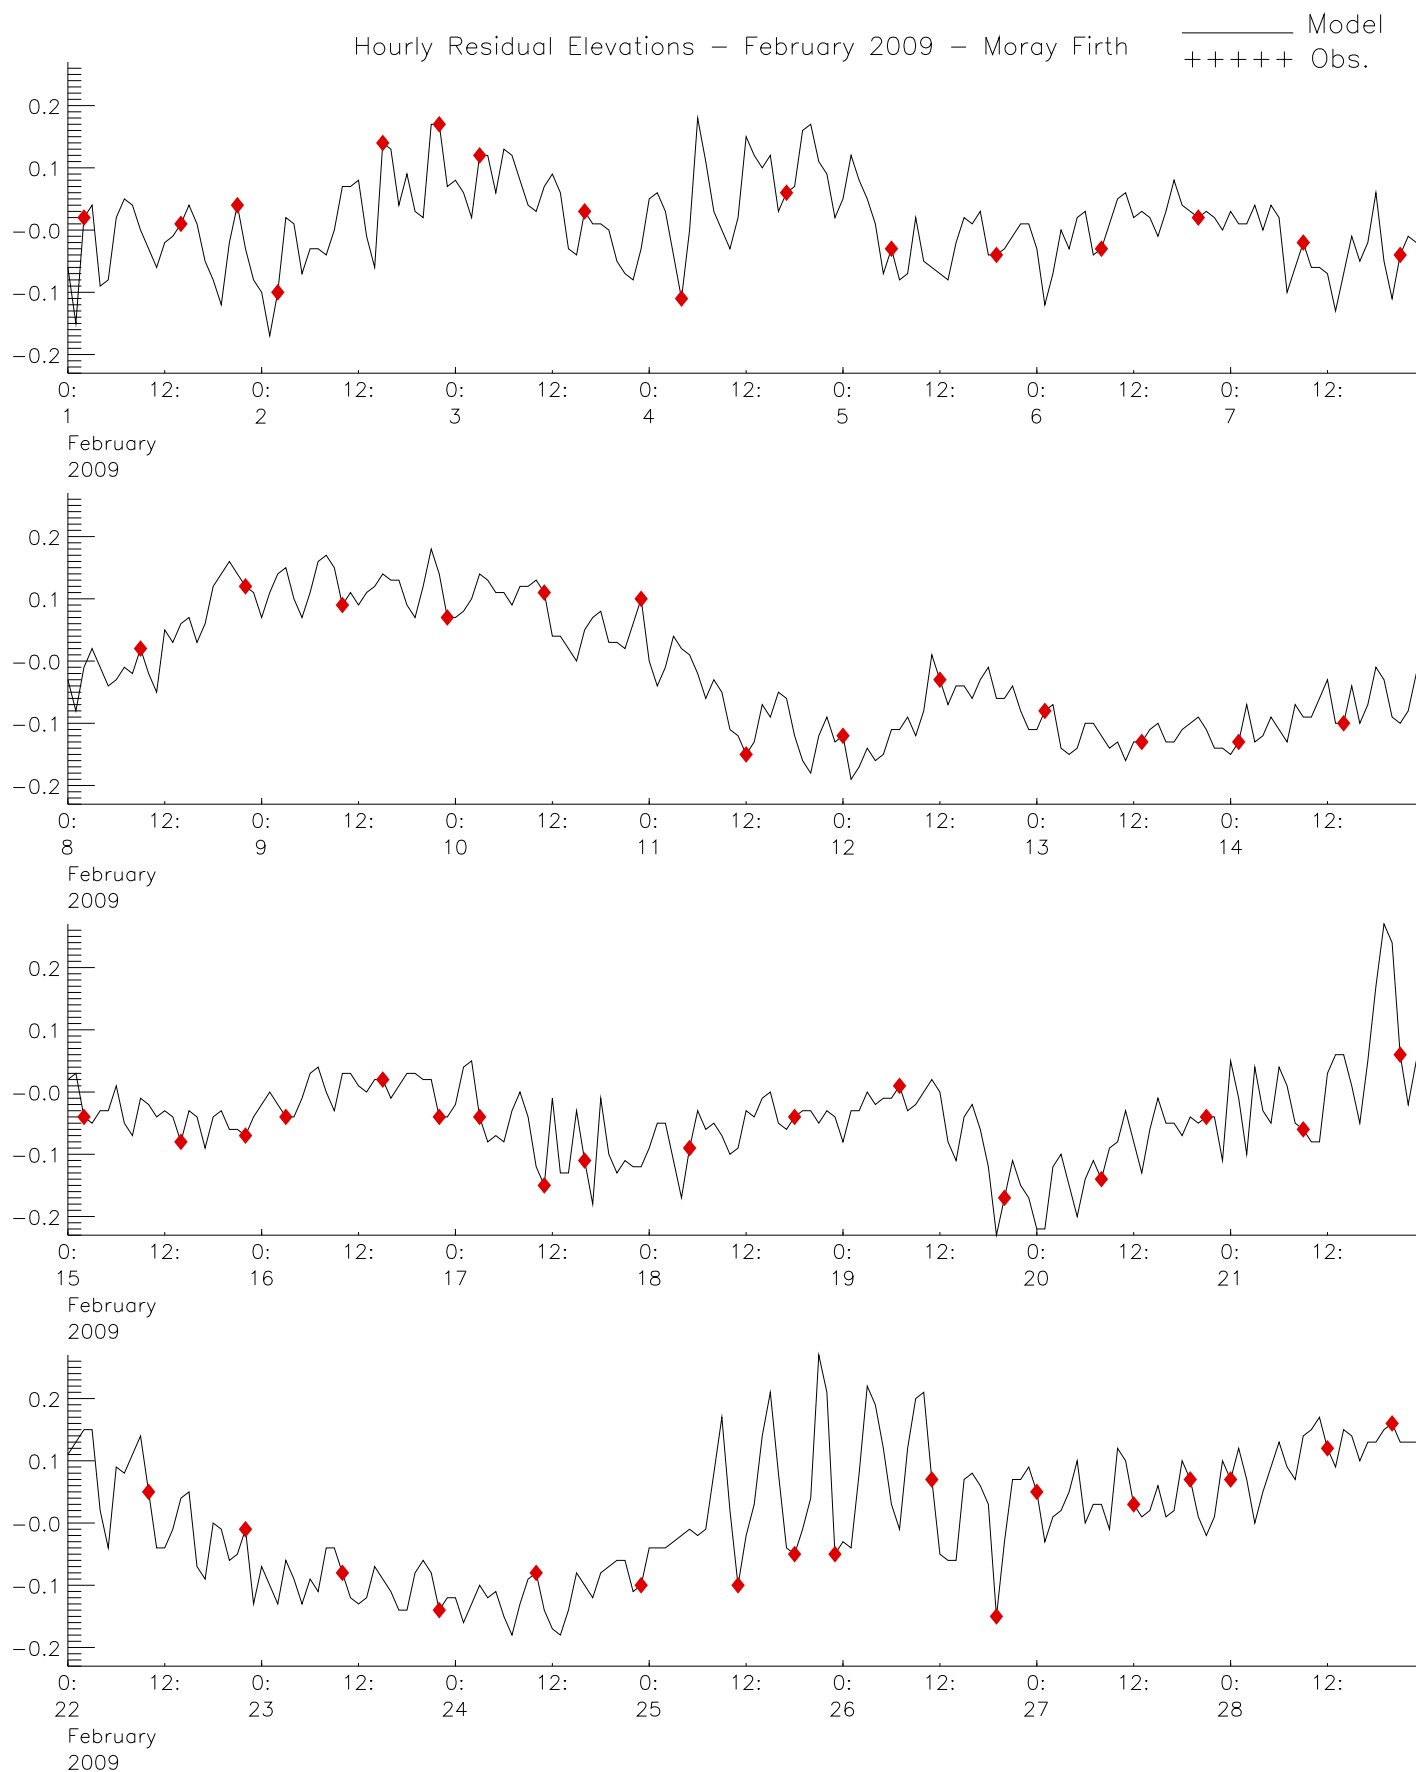 Hourly Residual Elevations − February 2009 − Moray Firth
Model
+++++ Obs.
0.2
0.1
−0.0
−0.1
−0.2
0: 12: 0: 12: 0: 12: 0: 12: 0: 12: 0: 12: 0: 12:
1 2 3 4 5 6 7
February
2009
0.2
0.1
−0.0
−0.1
−0.2
0: 12: 0: 12: 0: 12: 0: 12: 0: 12: 0: 12: 0: 12:
8 9 10 11 12 13 14
February
2009
0.2
0.1
−0.0
−0.1
−0.2
0: 12: 0: 12: 0: 12: 0: 12: 0: 12: 0: 12: 0: 12:
15 16 17 18 19 20 21
February
2009
0.2
0.1
−0.0
−0.1
−0.2
0: 12: 0: 12: 0: 12: 0: 12: 0: 12: 0: 12: 0: 12:
22 23 24 25 26 27 28
February
2009